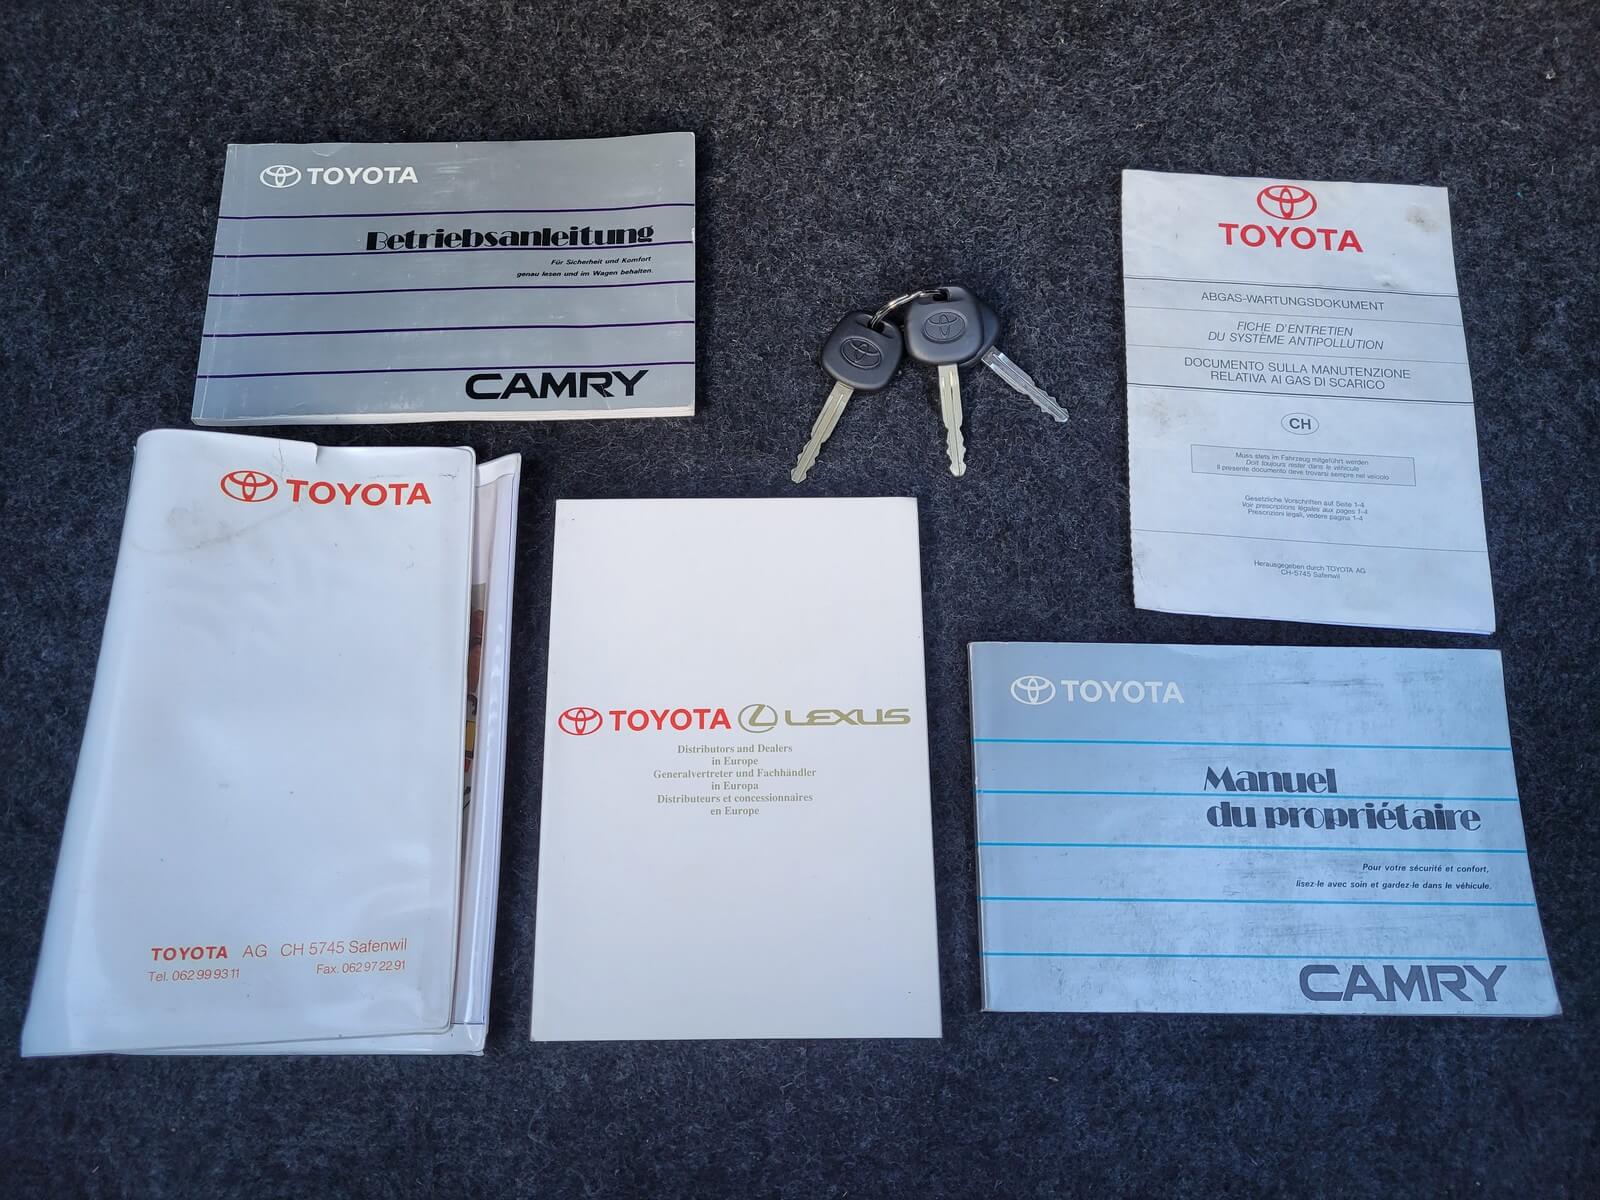 TOYOTA
Betriebsanleitung
Für Sicherheit und Komfort
genau lesen und im Wagen behalten.
CAMRY
TOYOTA
ABGAS-WARTUNGSDOKUMENT
FICHE D'ENTRETIEN
DU SYSTÈME ANTIPOLLUTION
DOCUMENTO SULLA MANUTENZIONE
RELATIVA AI GAS DI SCARICO
CH
Muss stets im Fahrzeug mitgeführt werden
Doit toujours rester dans le véhicule
Il presente documento deve trovarsi sempre nel veicolo
Gesetzliche Vorschriften auf Seite 1-4
Voir prescriptions légales aux pages 1-4
Prescrizioni legali, vedere pagina 1-4
Herausgegeben durch TOYOTA AG
CH-5745 Safenwil
TOYOTA
TOYOTA AG CH 5745 Safenwil
Tel. 062 99 93 11 Fax. 062 97 22 91
TOYOTA LEXUS
Distributors and Dealers
in Europe
Generalvertreter und Fachhändler
in Europa
Distributeurs et concessionnaires
en Europe
TOYOTA
Manuel
du propriétaire
Pour votre sécurité et confort,
lisez-le avec soin et gardez-le dans le véhicule.
CAMRY